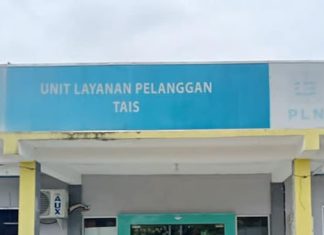 UNIT LAYANAN PELANGGAN
TAIS
PLN
AUX